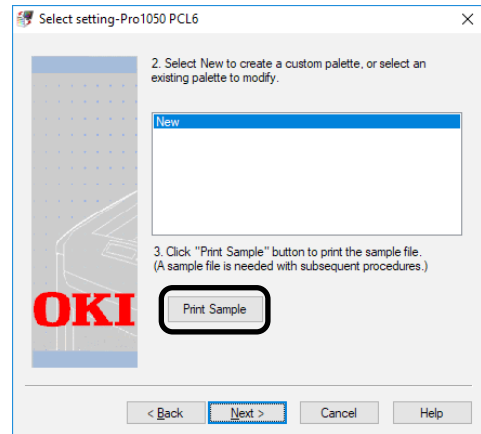 Select setting-Pro1050 PCL6
2. Select New to create a custom palette, or select an
existing palette to modify.
New
3. Click "Print Sample" button to print the sample file.
(A sample file is needed with subsequent procedures.)
Print Sample
OKI
< Back
Next >
Cancel
Help